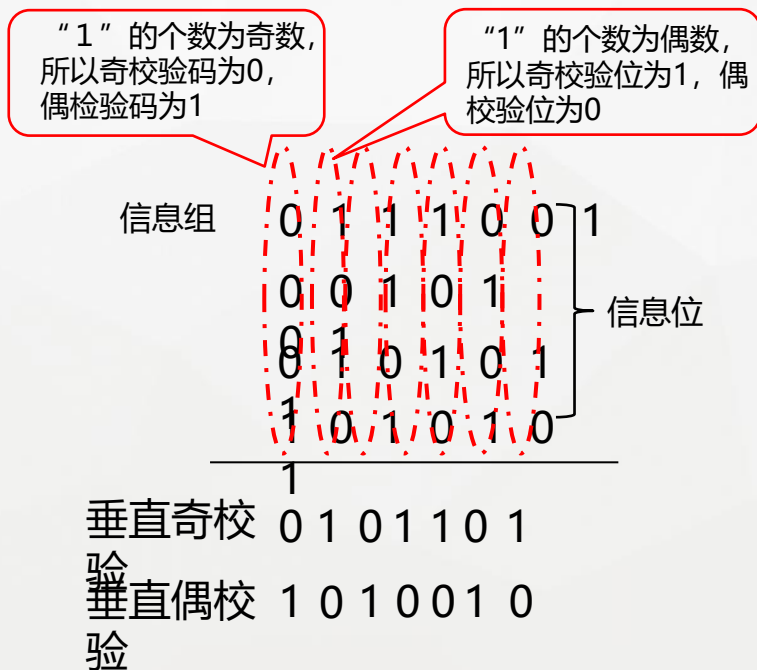 “１”的个数为奇数，
所以奇校验码为0，
偶检验码为1
“1”的个数为偶数，
所以奇校验位为1，偶
校验位为0
信息组
0 1 1 1 0 0 1
0 0 1 0 1
0 1
0 1 0 1 0 1
1
1 0 1 0 1 0
1
信息位
垂直奇校
验
0 1 0 1 1 0 1
垂直偶校
验
1 0 1 0 0 1 0